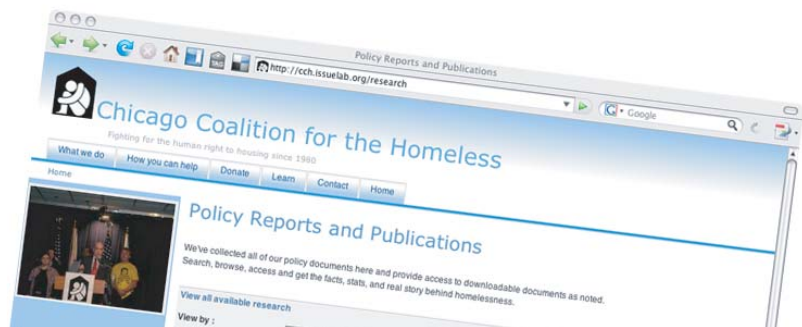 Policy Reports and Publications
http://cch.issuelab.org/research
Google
Chicago Coalition for the Homeless
Fighting for the human right to housing since 1980
What we do
How you can help
Donate
Learn
Contact
Home
Home
Policy Reports and Publications
We've collected all of our policy documents here and provide access to downloadable documents as noted.
Search, browse, access and get the facts, stats, and real story behind homelessness.
View all available research
View by :